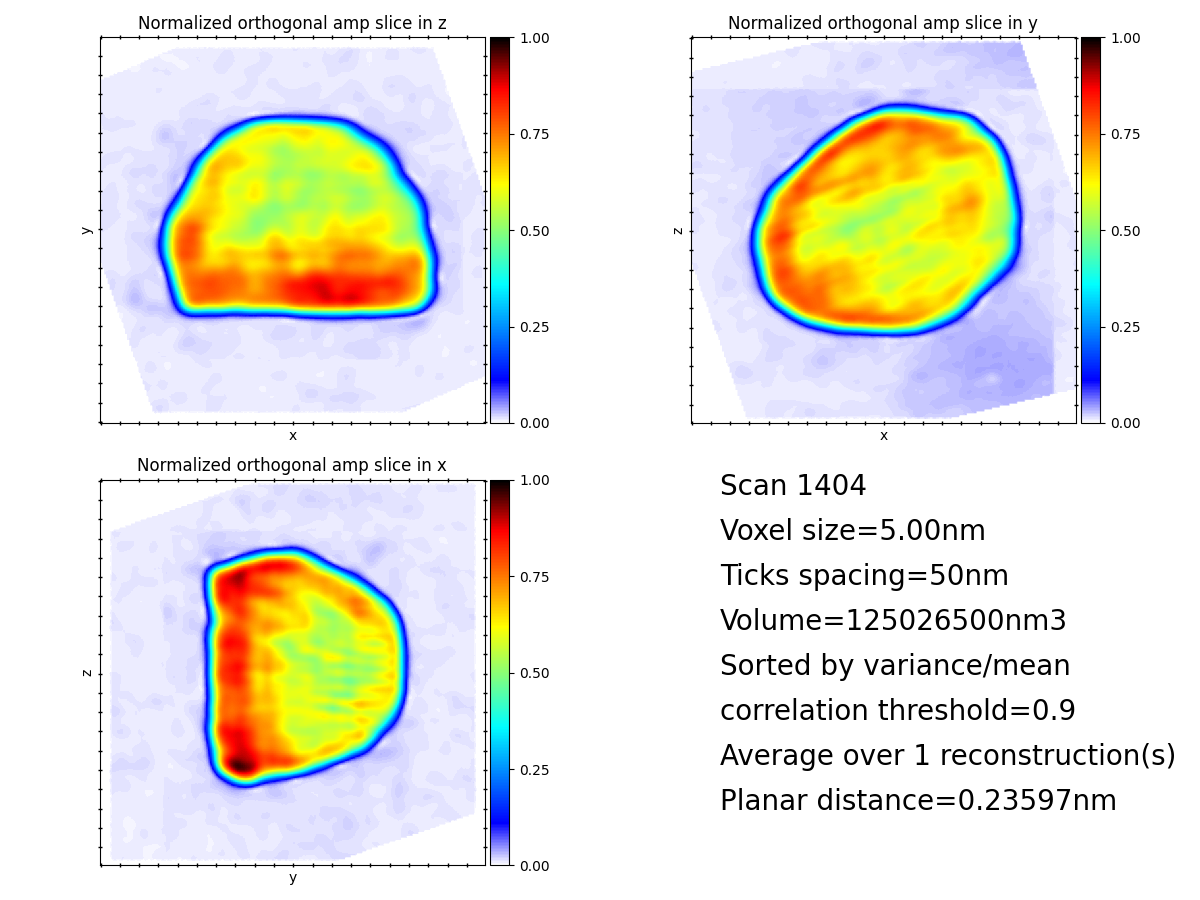 Normalized orthogonal amp slice in z
y
x
1.00
0.75
0.50
0.25
0.00
Normalized orthogonal amp slice in y
z
x
1.00
0.75
0.50
0.25
0.00
Normalized orthogonal amp slice in x
z
y
1.00
0.75
0.50
0.25
0.00
Scan 1404
Voxel size=5.00nm
Ticks spacing=50nm
Volume=125026500nm3
Sorted by variance/mean
correlation threshold=0.9
Average over 1 reconstruction(s)
Planar distance=0.23597nm